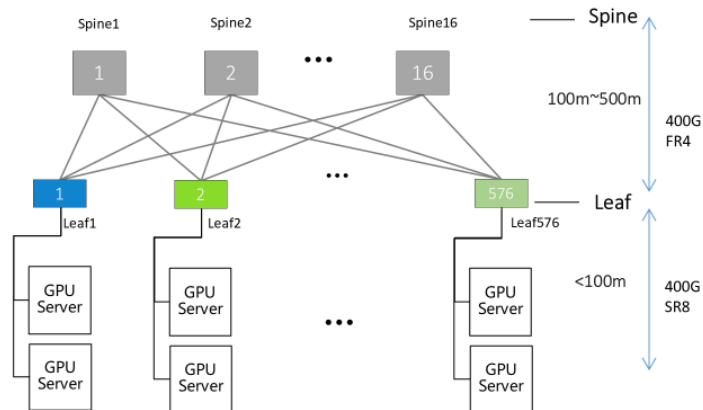 Spine1
Spine2
Spine16
Spine
...
1
2
16
100m~500m
400G
FR4
...
1
2
576
Leaf
Leaf1
Leaf2
Leaf576
<100m
400G
SR8
GPU
Server
GPU
Server
GPU
Server
...
GPU
Server
GPU
Server
GPU
Server